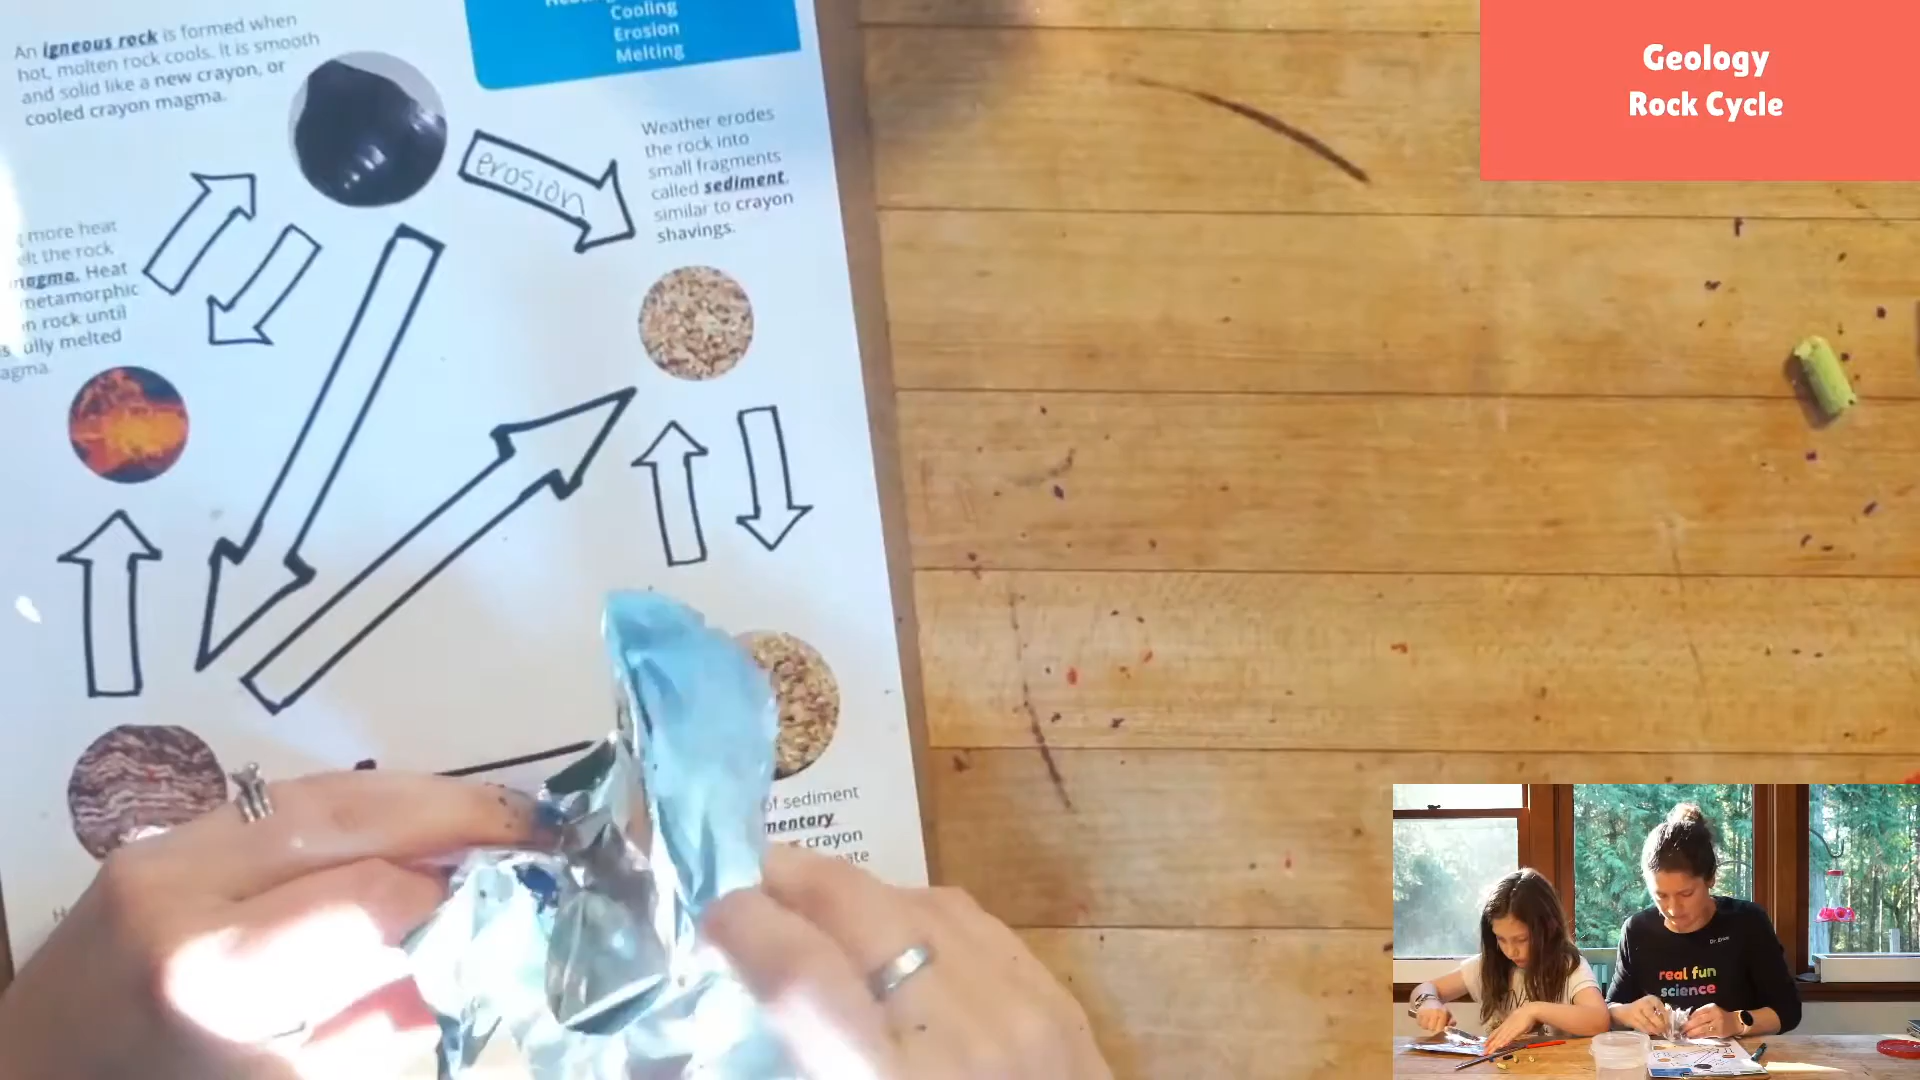 Cooling
Erosion
Melting
An igneous rock is formed when
hot, molten rock cools. It is smooth
and solid like a new crayon, or
cooled crayon magma.
erosion
Weather erodes
the rock into
small fragments
called sediment,
similar to crayon
shavings.
more heat
the rock
magma. Heat
metamorphic
rock until
melted
of sediment
crayon
Geology
Rock Cycle
Dr. Erica
real fun
science